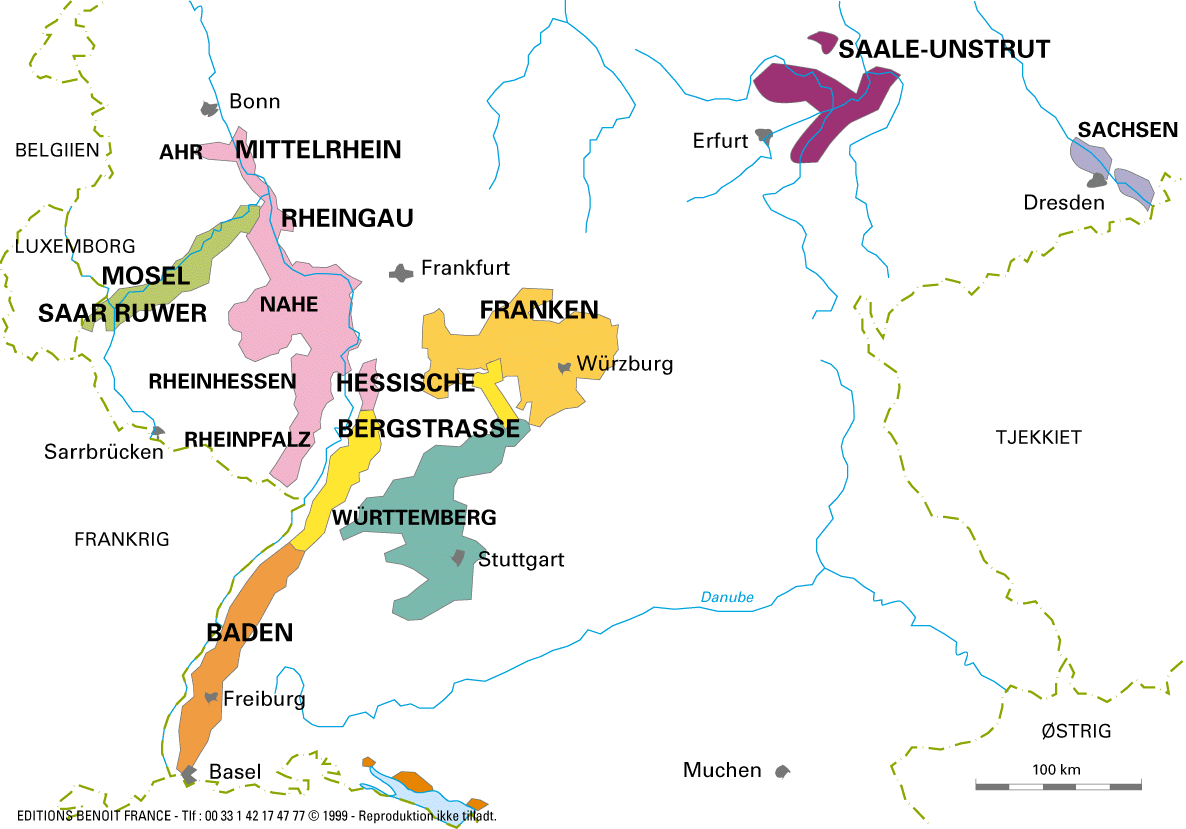 SAALE-UNSTRUT
Bonn
SACHSEN
BELGIIEN
AHR
MITTELRHEIN
Erfurt
Dresden
RHEINGAU
LUXEMBORG
MOSEL
Frankfurt
SAAR RUWER
NAHE
FRANKEN
Würzburg
RHEINHESSEN
HESSISCHE
BERGSTRASSE
RHEINPFALZ
Sarrbrücken
TJEKKIET
WÜRTTEMBERG
FRANKRIG
Stuttgart
Danube
BADEN
Freiburg
ØSTRIG
Basel
Muchen
100 km
EDITIONS BENOIT FRANCE - Tlf : 00 33 1 42 17 47 77 © 1999 - Reproduktion ikke tilladt.